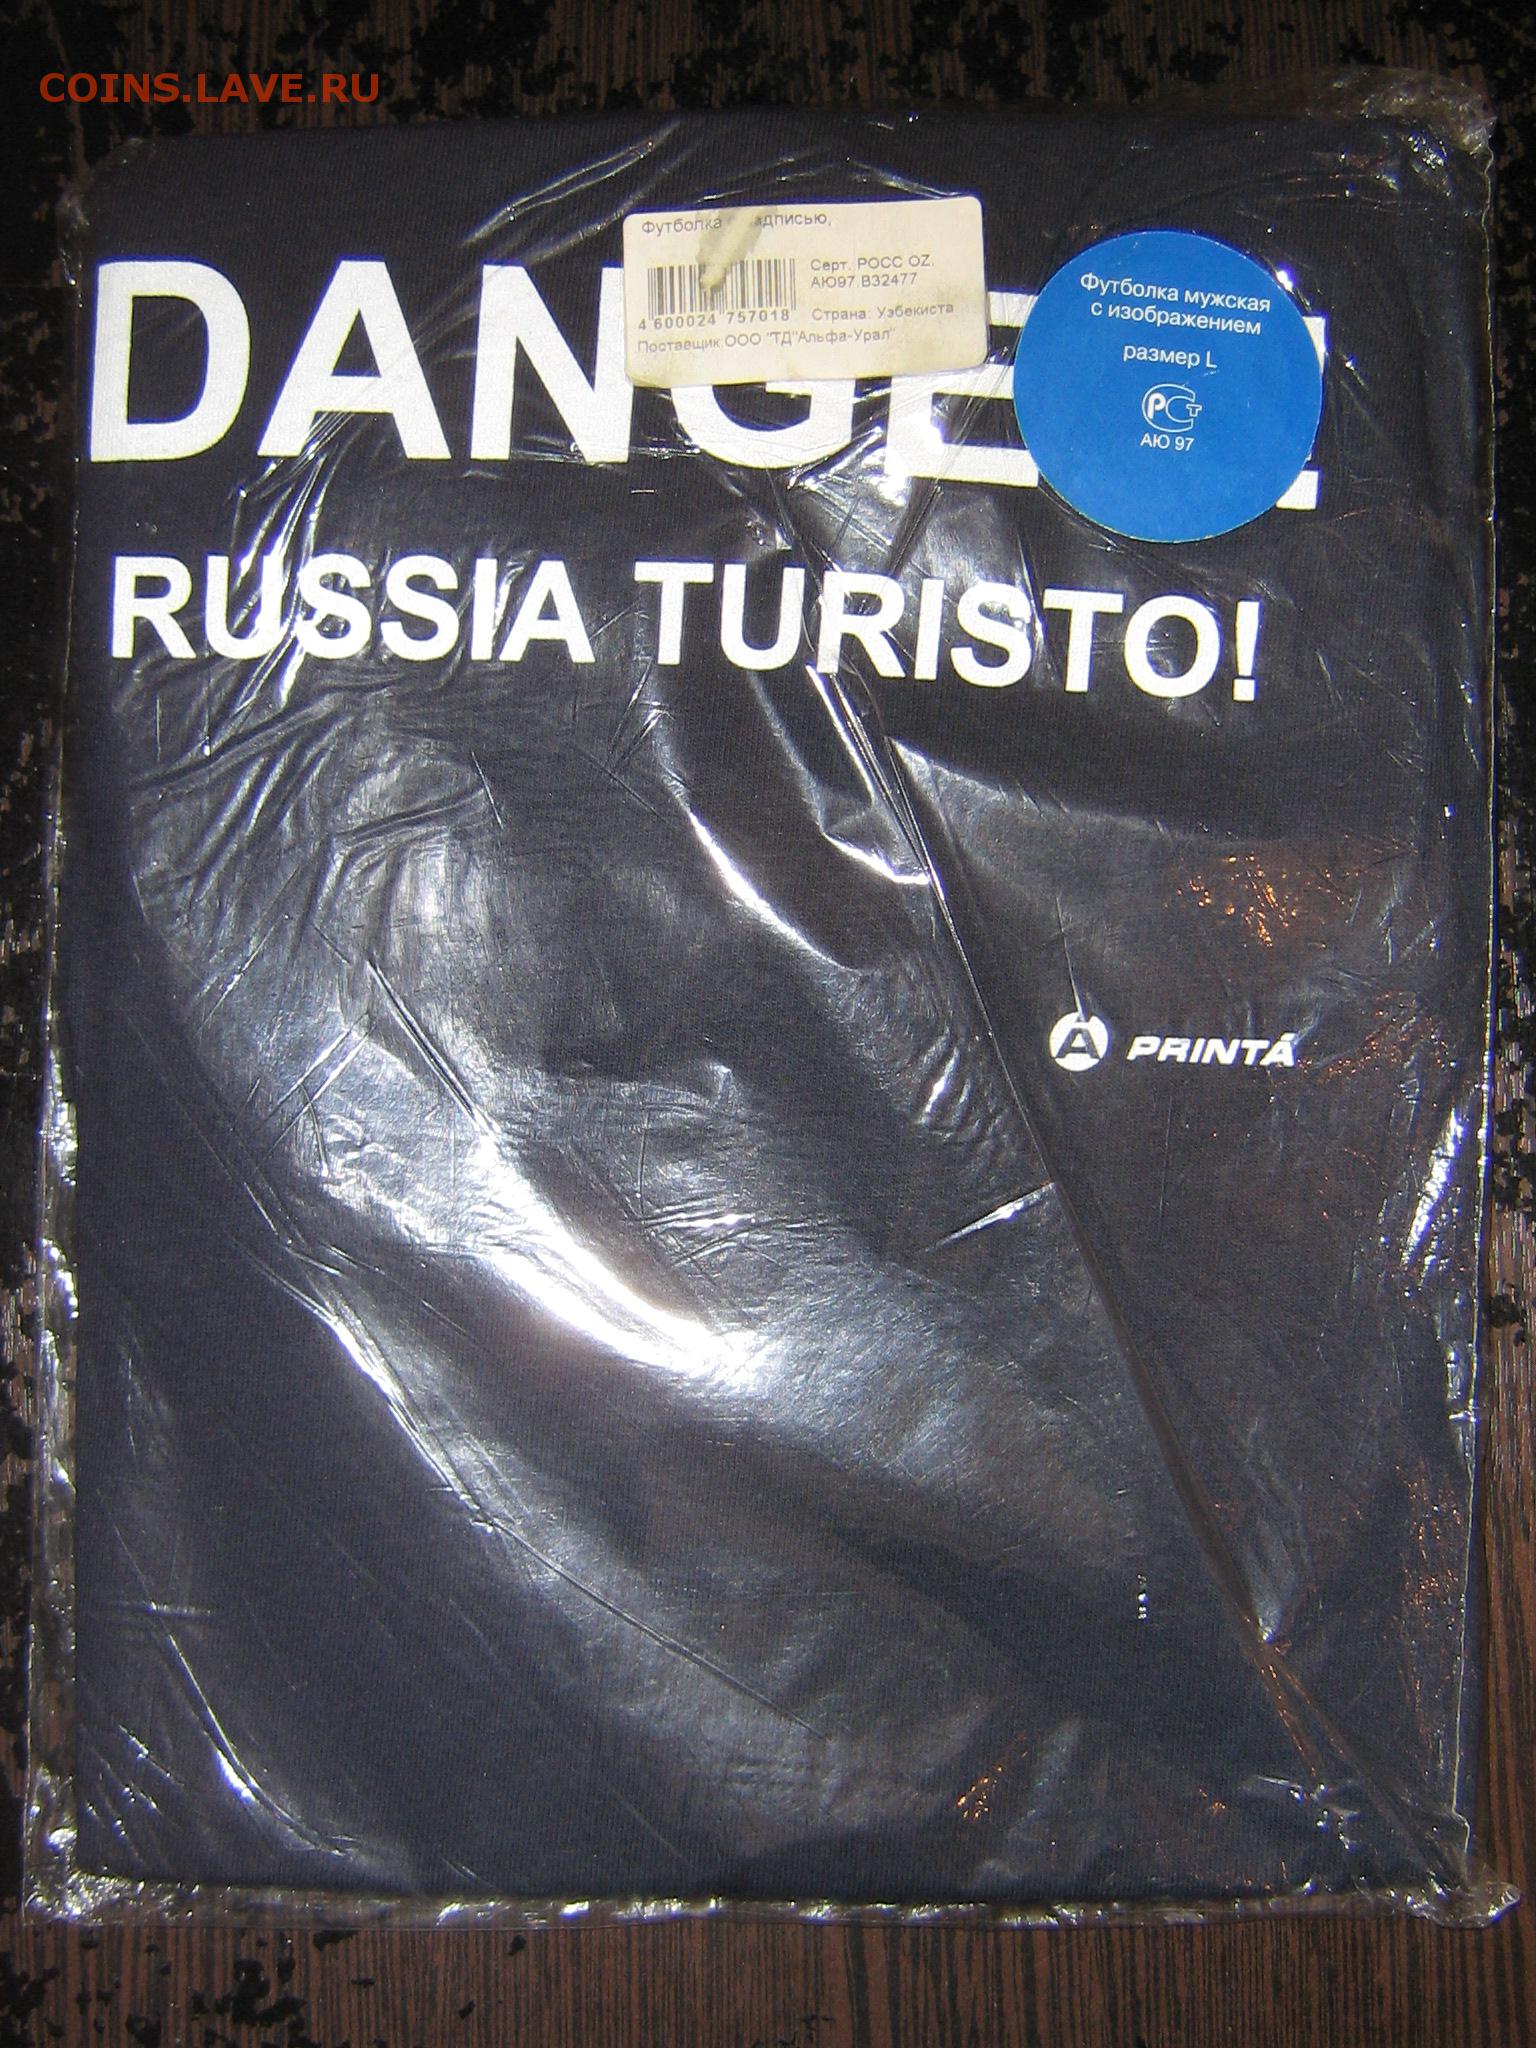 COINS.LAVE.RU
Футболка адписью,
Серт. РОСС OZ.
АЮ97.В32477
4 600024 757018
Страна: Узбекиста
Поставщик:ООО "ТД"Альфа-Урал"
Футболка мужская
с изображением
размер L
РСТ
АЮ 97
DANGE
RUSSIA TURISTO!
A PRINTA